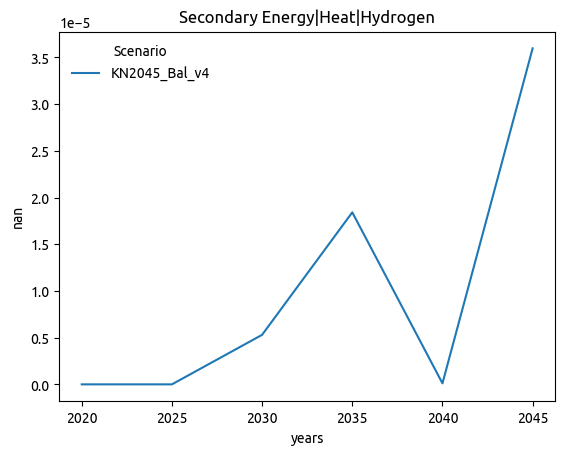 Secondary Energy|Heat|Hydrogen
1e−5
Scenario
KN2045_Bal_v4
3.5
3.0
2.5
2.0
1.5
1.0
0.5
0.0
nan
2020 2025 2030 2035 2040 2045
years